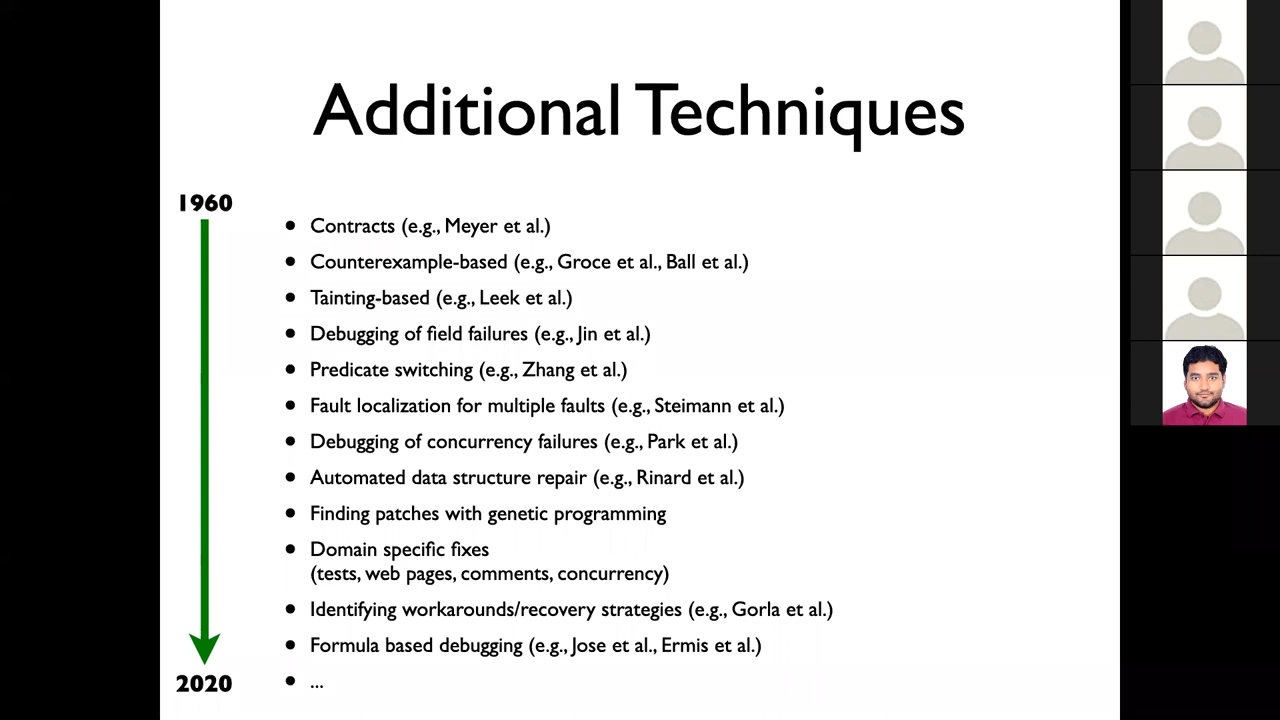 Additional Techniques
1960
• Contracts (e.g., Meyer et al.)
• Counterexample-based (e.g., Groce et al., Ball et al.)
• Tainting-based (e.g., Leek et al.)
• Debugging of field failures (e.g., Jin et al.)
• Predicate switching (e.g., Zhang et al.)
• Fault localization for multiple faults (e.g., Steimann et al.)
• Debugging of concurrency failures (e.g., Park et al.)
• Automated data structure repair (e.g., Rinard et al.)
• Finding patches with genetic programming
• Domain specific fixes
(tests, web pages, comments, concurrency)
• Identifying workarounds/recovery strategies (e.g., Gorla et al.)
• Formula based debugging (e.g., Jose et al., Ermis et al.)
• ...
2020